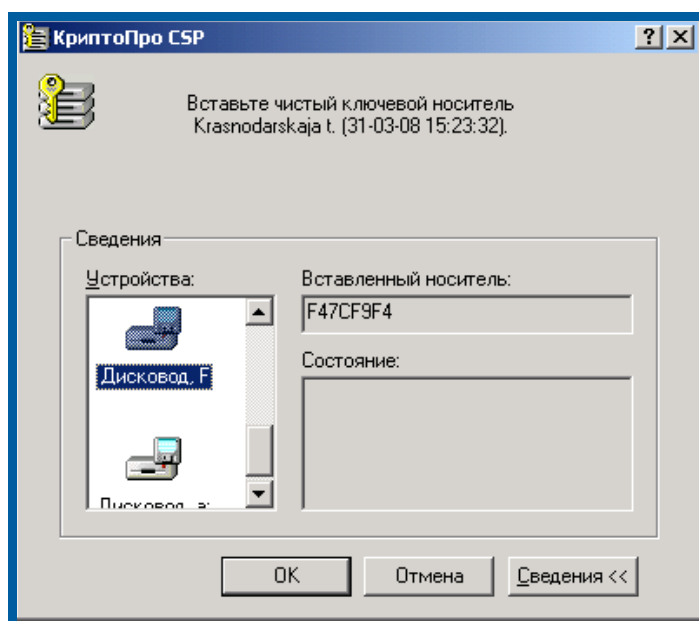 КриптоПро CSP
Вставьте чистый ключевой носитель
Krasnodarskaja t. (31-03-08 15:23:32).
Сведения
Устройства:
Вставленный носитель:
F47CF9F4
Состояние:
Дисковод, F
Дисковод, a:
OK
Отмена
Сведения <<